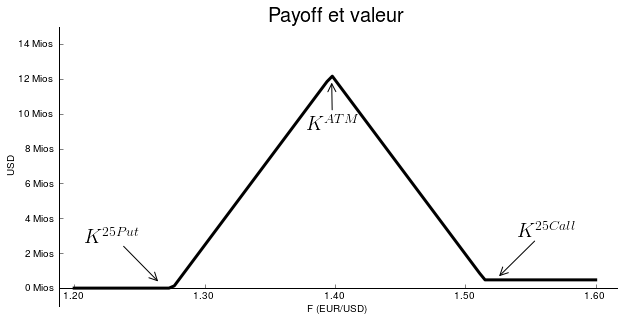 Payoff et valeur
14 Mios
12 Mios
10 Mios
8 Mios
6 Mios
4 Mios
2 Mios
0 Mios
USD
K^{ATM}
K^{25Put}
K^{25Call}
1.20 1.30 1.40 1.50 1.60
F (EUR/USD)